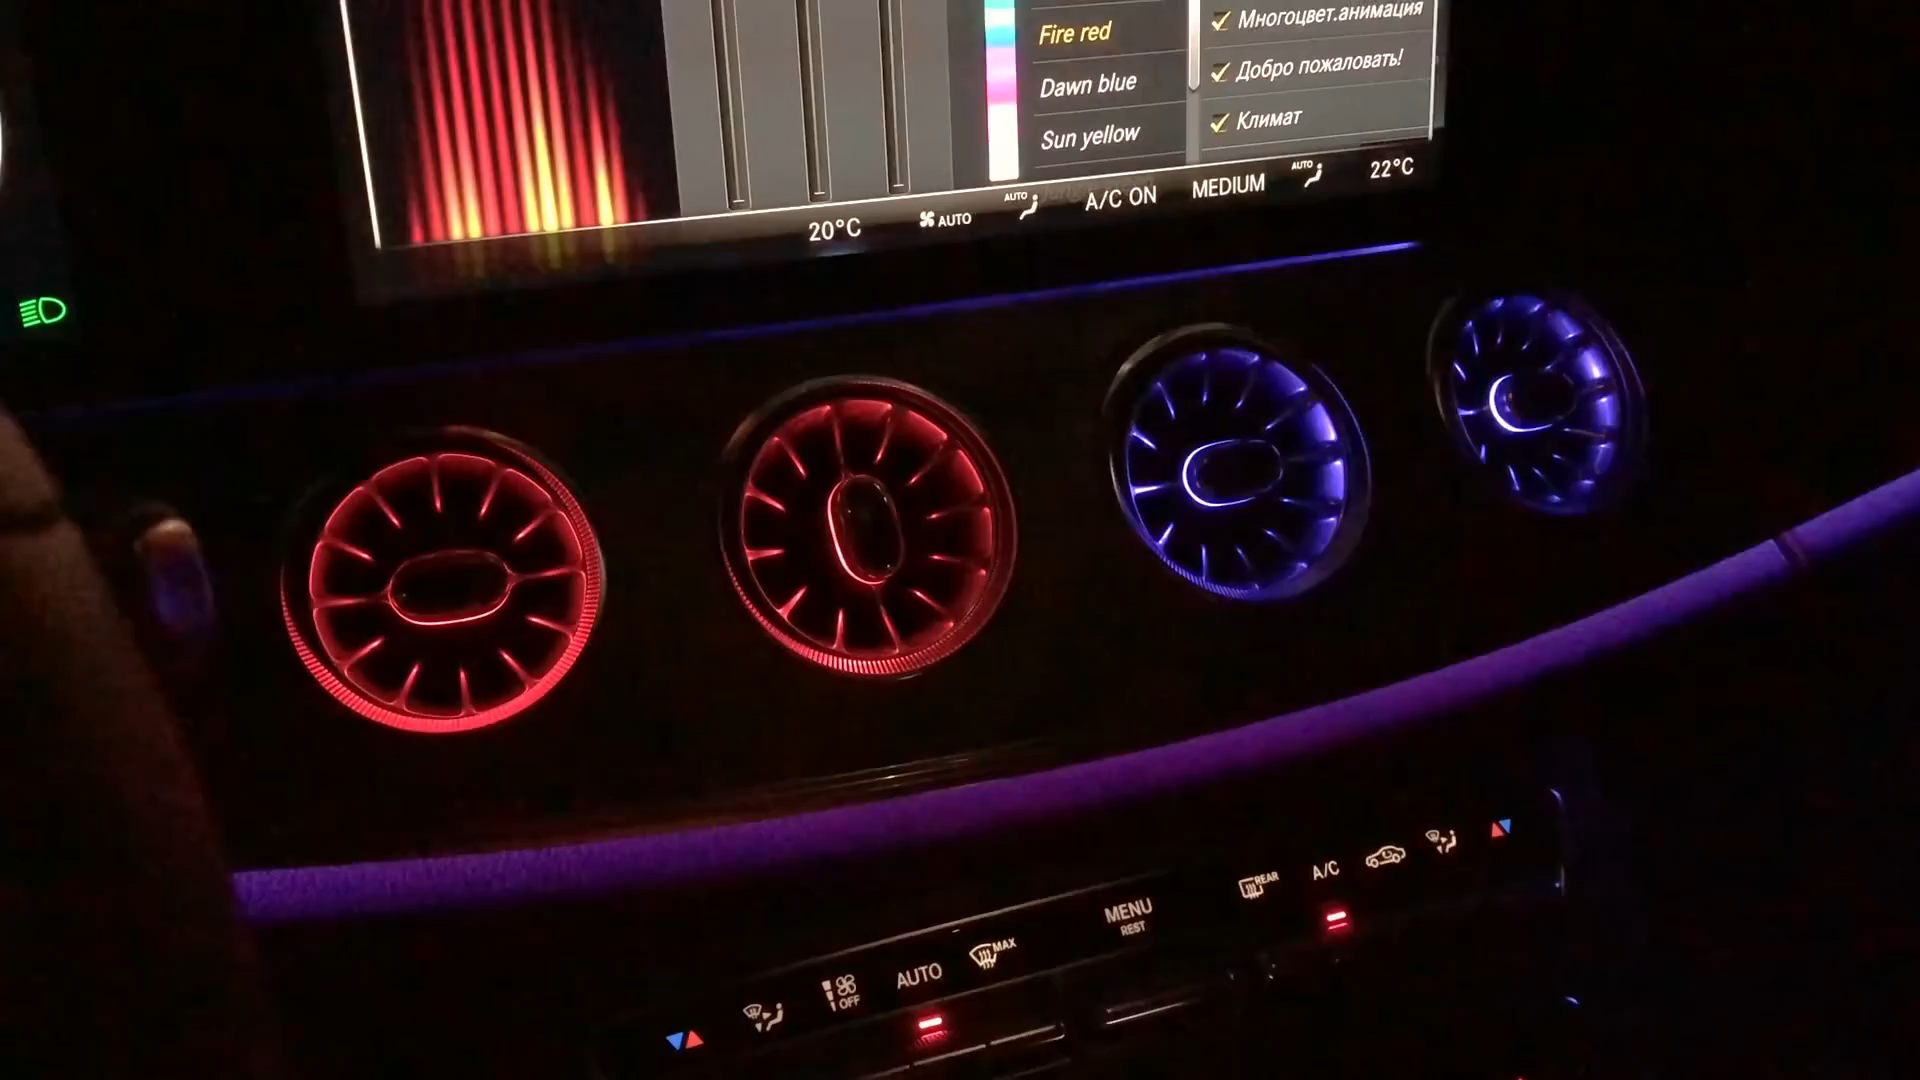 Fire red
Dawn blue
Sun yellow
Многоцвет.анимация
Добро пожаловать!
Климат
20°C
AUTO
AUTO
A/C ON
MEDIUM
AUTO
22°C
OFF
AUTO
MAX
MENU
REST
REAR
A/C